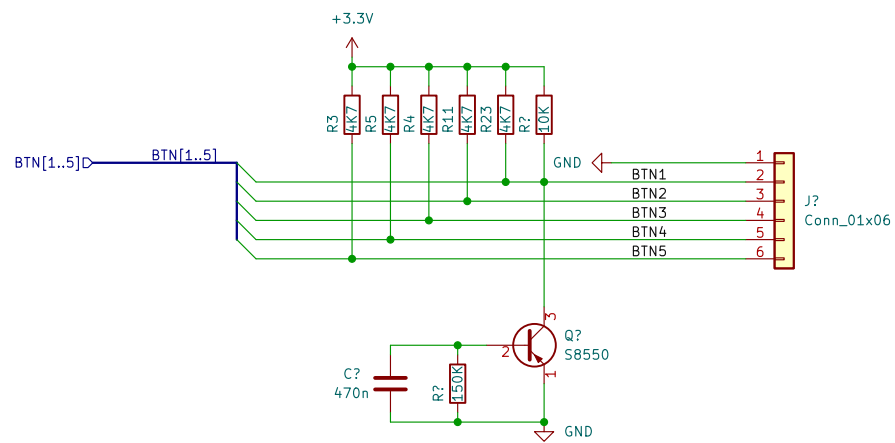 +3.3V
R3
4K7
R5
4K7
R4
4K7
R11
4K7
R23
4K7
R?
10K
BTN[1..5]
BTN[1..5]
GND
1
BTN1
2
BTN2
3
J?
BTN3
4
Conn_01x06
BTN4
5
BTN5
6
3
Q?
2
S8550
C?
470n
R?
150K
1
GND